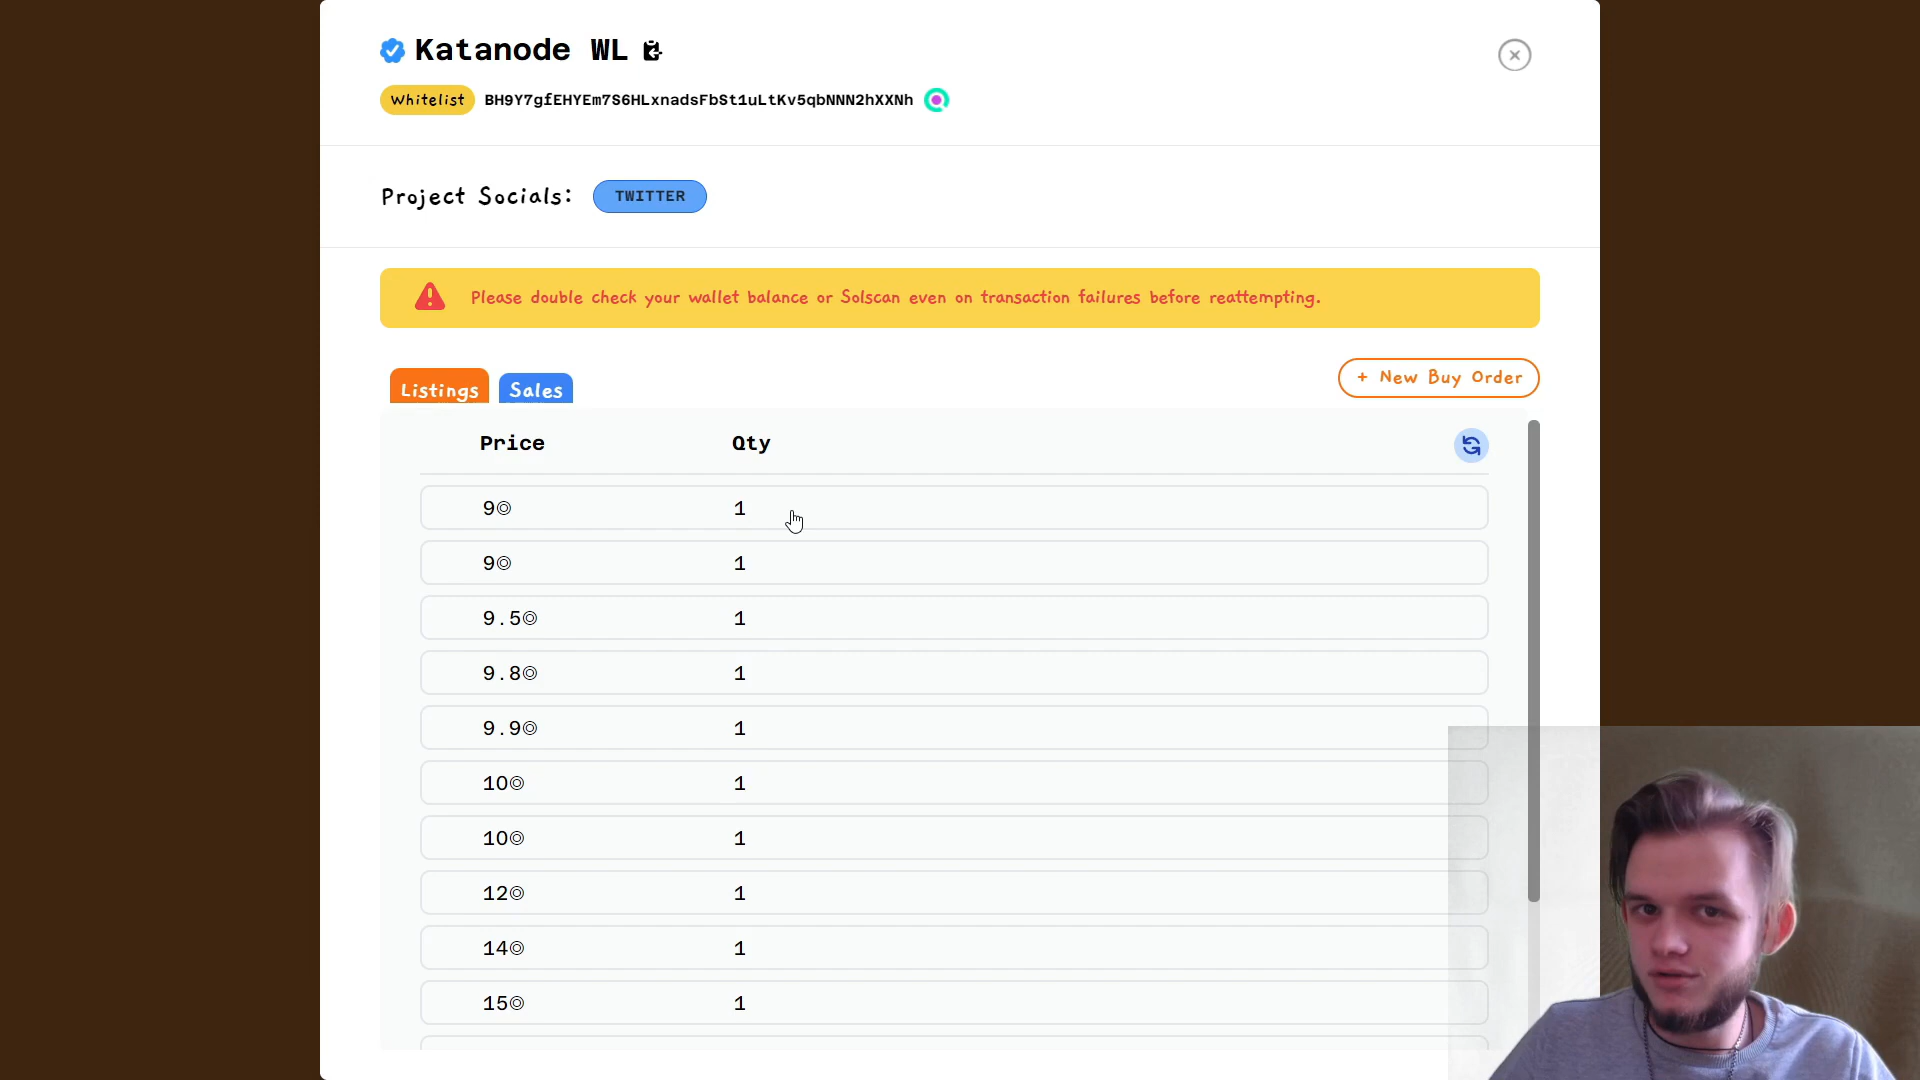 Katanode WL
Whitelist BH9Y7gfEHYEm7S6HLxnadsFbSt1uLtKv5qbNNN2hXXNh
Project Socials: TWITTER
Please double check your wallet balance or Solscan even on transaction failures before reattempting.
Listings Sales + New Buy Order
Price Qty
9◎ 1
9◎ 1
9.5◎ 1
9.8◎ 1
9.9◎ 1
10◎ 1
10◎ 1
12◎ 1
14◎ 1
15◎ 1